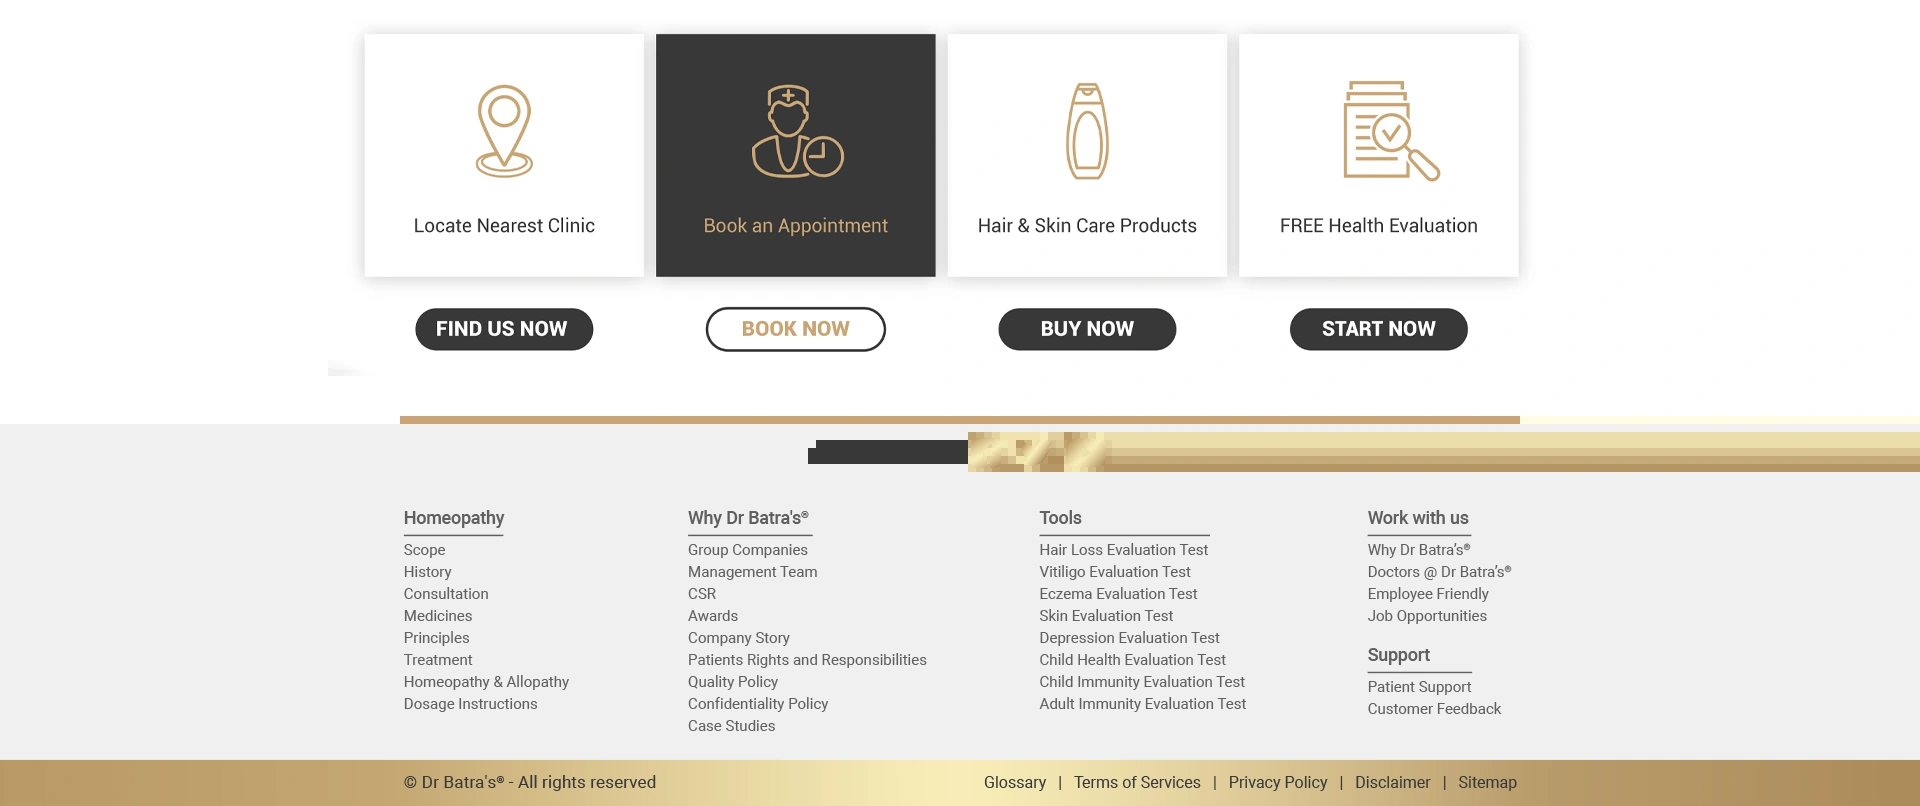 Locate Nearest Clinic
Book an Appointment
Hair & Skin Care Products
FREE Health Evaluation
FIND US NOW
BOOK NOW
BUY NOW
START NOW
Homeopathy
Scope
History
Consultation
Medicines
Principles
Treatment
Homeopathy & Allopathy
Dosage Instructions
Why Dr Batra's®
Group Companies
Management Team
CSR
Awards
Company Story
Patients Rights and Responsibilities
Quality Policy
Confidentiality Policy
Case Studies
Tools
Hair Loss Evaluation Test
Vitiligo Evaluation Test
Eczema Evaluation Test
Skin Evaluation Test
Depression Evaluation Test
Child Health Evaluation Test
Child Immunity Evaluation Test
Adult Immunity Evaluation Test
Work with us
Why Dr Batra’s®
Doctors @ Dr Batra’s®
Employee Friendly
Job Opportunities
Support
Patient Support
Customer Feedback
© Dr Batra's® - All rights reserved
Glossary | Terms of Services | Privacy Policy | Disclaimer | Sitemap